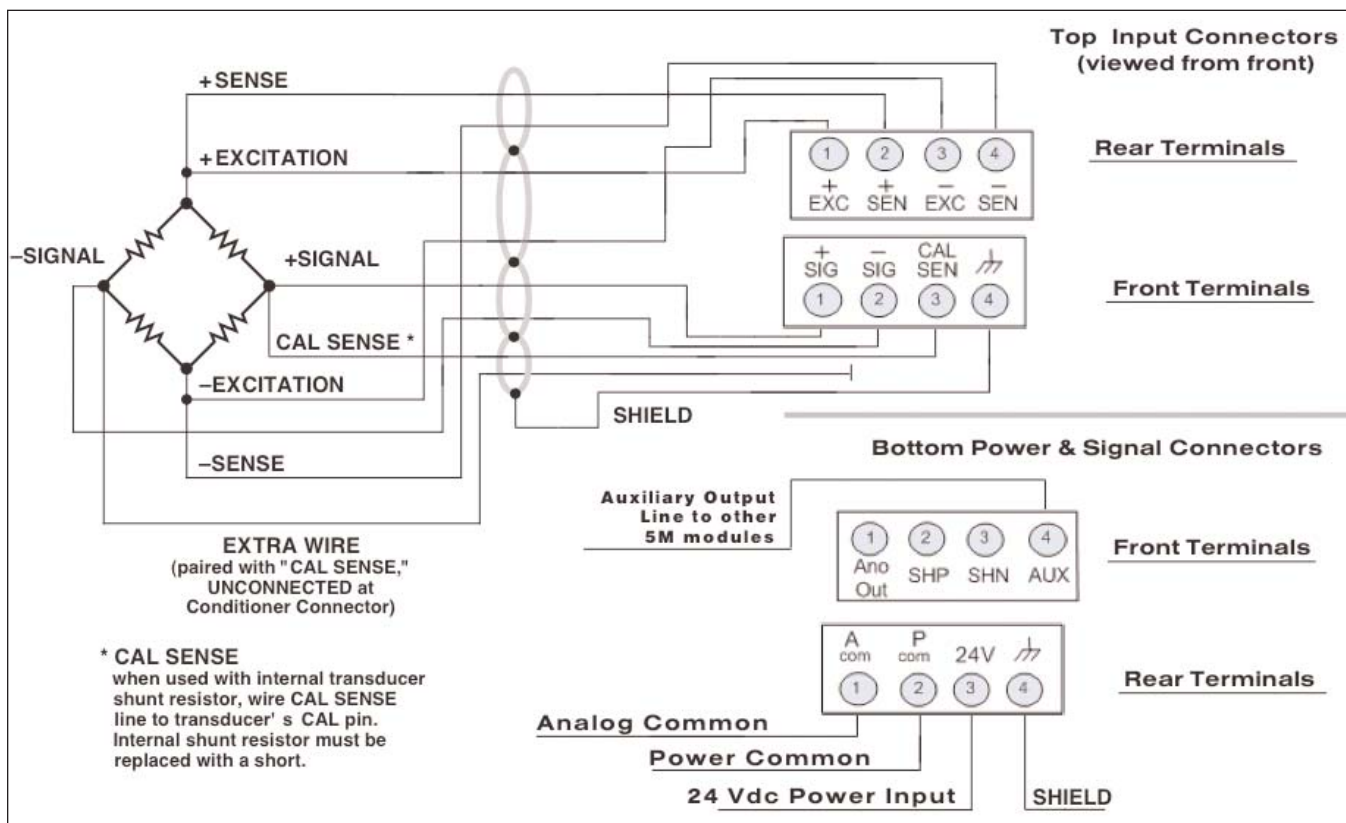 Top Input Connectors
(viewed from front)
+SENSE
+EXCITATION
1 2 3 4
+ + − −
EXC SEN EXC SEN
Rear Terminals
−SIGNAL
+SIGNAL
+ − CAL
SIG SIG SEN
1 2 3 4
Front Terminals
CAL SENSE *
−EXCITATION
SHIELD
−SENSE
Bottom Power & Signal Connectors
Auxiliary Output
Line to other
5M modules
1 2 3 4
Ano SHP SHN AUX
Out
Front Terminals
EXTRA WIRE
(paired with "CAL SENSE,"
UNCONNECTED at
Conditioner Connector)
A P
com com 24V
1 2 3 4
Rear Terminals
* CAL SENSE
when used with internal transducer
shunt resistor, wire CAL SENSE
line to transducer' s CAL pin.
Internal shunt resistor must be
replaced with a short.
Analog Common
Power Common
24 Vdc Power Input
SHIELD